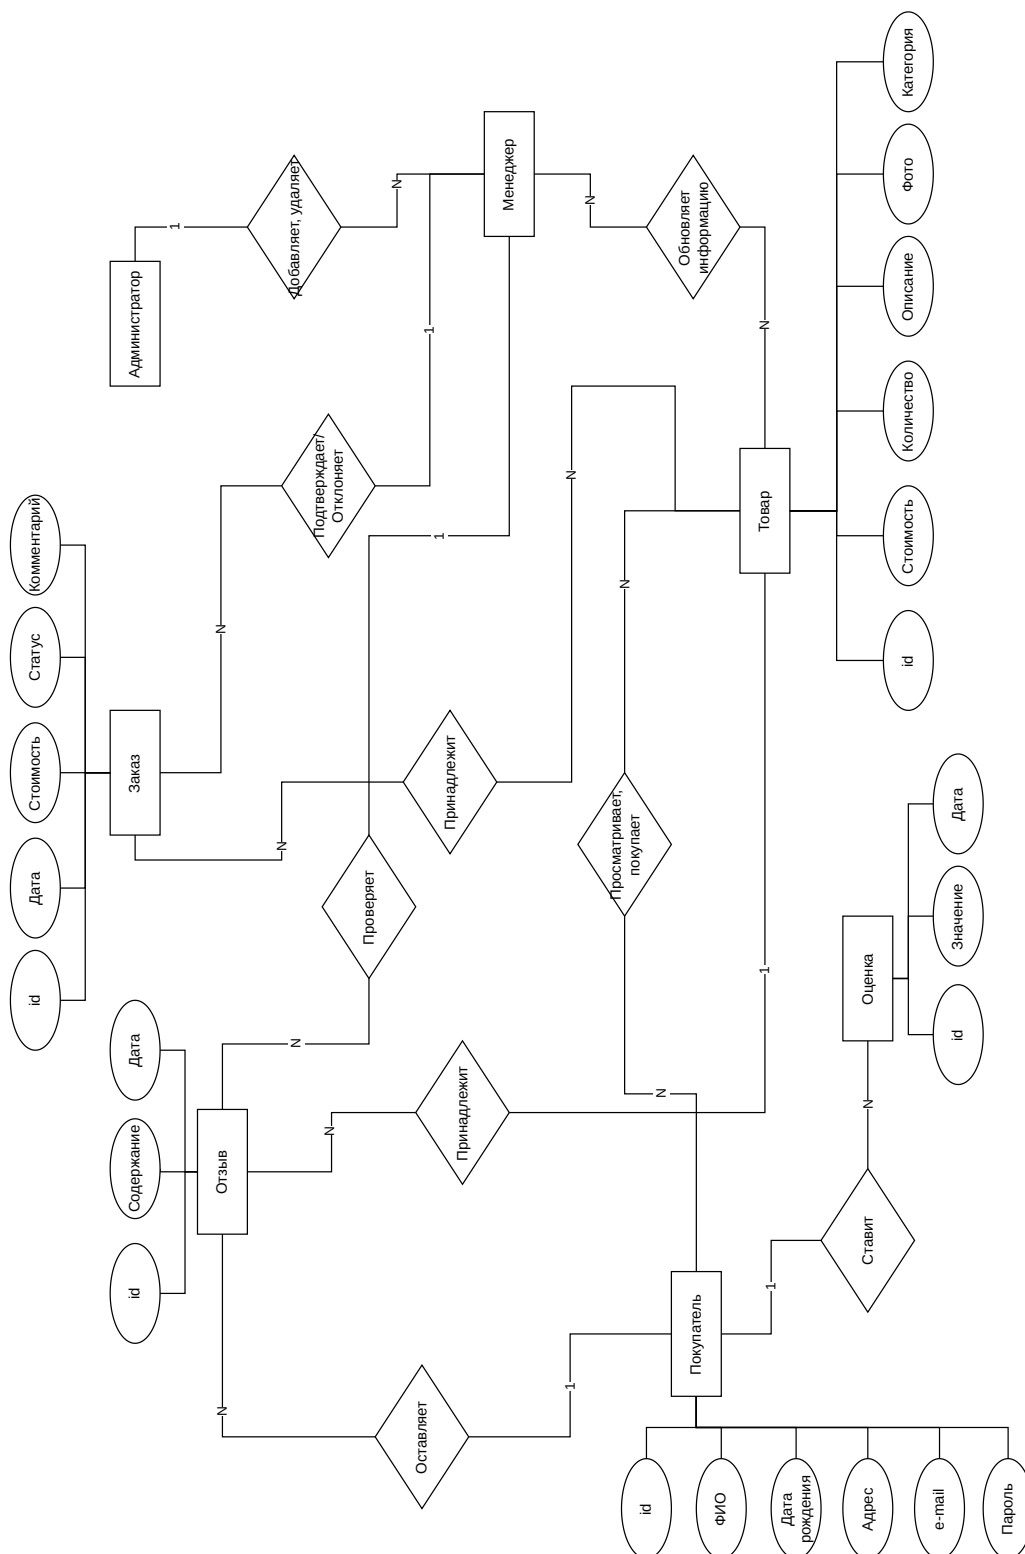 id
Дата
Стоимость
Статус
Комментарий
id
Содержание
Дата
Заказ
Администратор
1
N
Отзыв
N
N
N
Добавляет, удаляет
N
Подтверждает/
Отклоняет
Проверяет
N
Оставляет
1
1
Принадлежит
Принадлежит
Менеджер
1
N
N
Просматривает,
покупает
N
id
N
Обновляет
информацию
Покупатель
ФИО
1
Товар
N
1
Дата
рождения
Адрес
Ставит
N
Оценка
id
Стоимость
Количество
Описание
Фото
Категория
e-mail
id
Значение
Дата
Пароль